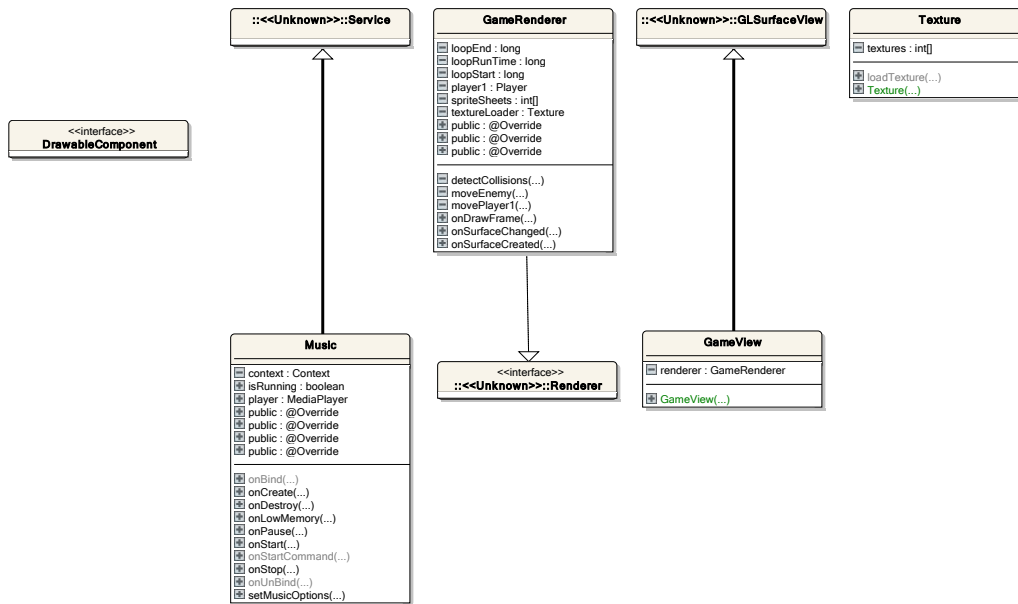 ::<<Unknown>>::Service
GameRenderer
loopEnd : long
loopRunTime : long
loopStart : long
player1 : Player
spriteSheets : int[]
textureLoader : Texture
public : @Override
public : @Override
public : @Override
detectCollisions(...)
moveEnemy(...)
movePlayer1(...)
onDrawFrame(...)
onSurfaceChanged(...)
onSurfaceCreated(...)
::<<Unknown>>::GLSurfaceView
Texture
textures : int[]
loadTexture(...)
Texture(...)
<<interface>>
DrawableComponent
Music
context : Context
isRunning : boolean
player : MediaPlayer
public : @Override
public : @Override
public : @Override
public : @Override
onBind(...)
onCreate(...)
onDestroy(...)
onLowMemory(...)
onPause(...)
onStart(...)
onStartCommand(...)
onStop(...)
onUnBind(...)
setMusicOptions(...)
<<interface>>
::<<Unknown>>::Renderer
GameView
renderer : GameRenderer
GameView(...)